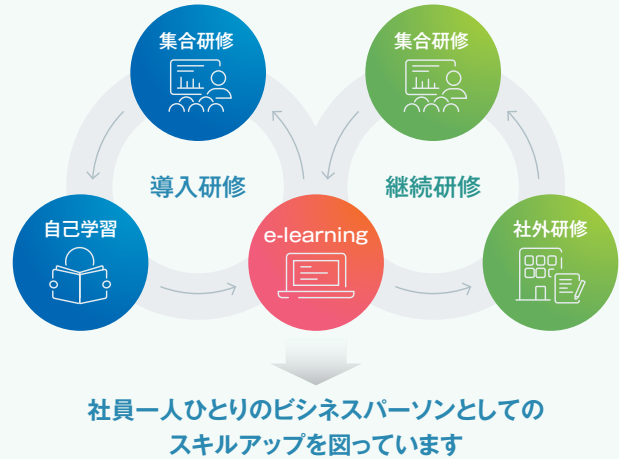 集合研修
集合研修
導入研修
継続研修
自己学習
e-learning
社外研修
社員一人ひとりのビシネスパーソンとしての
スキルアップを図っています